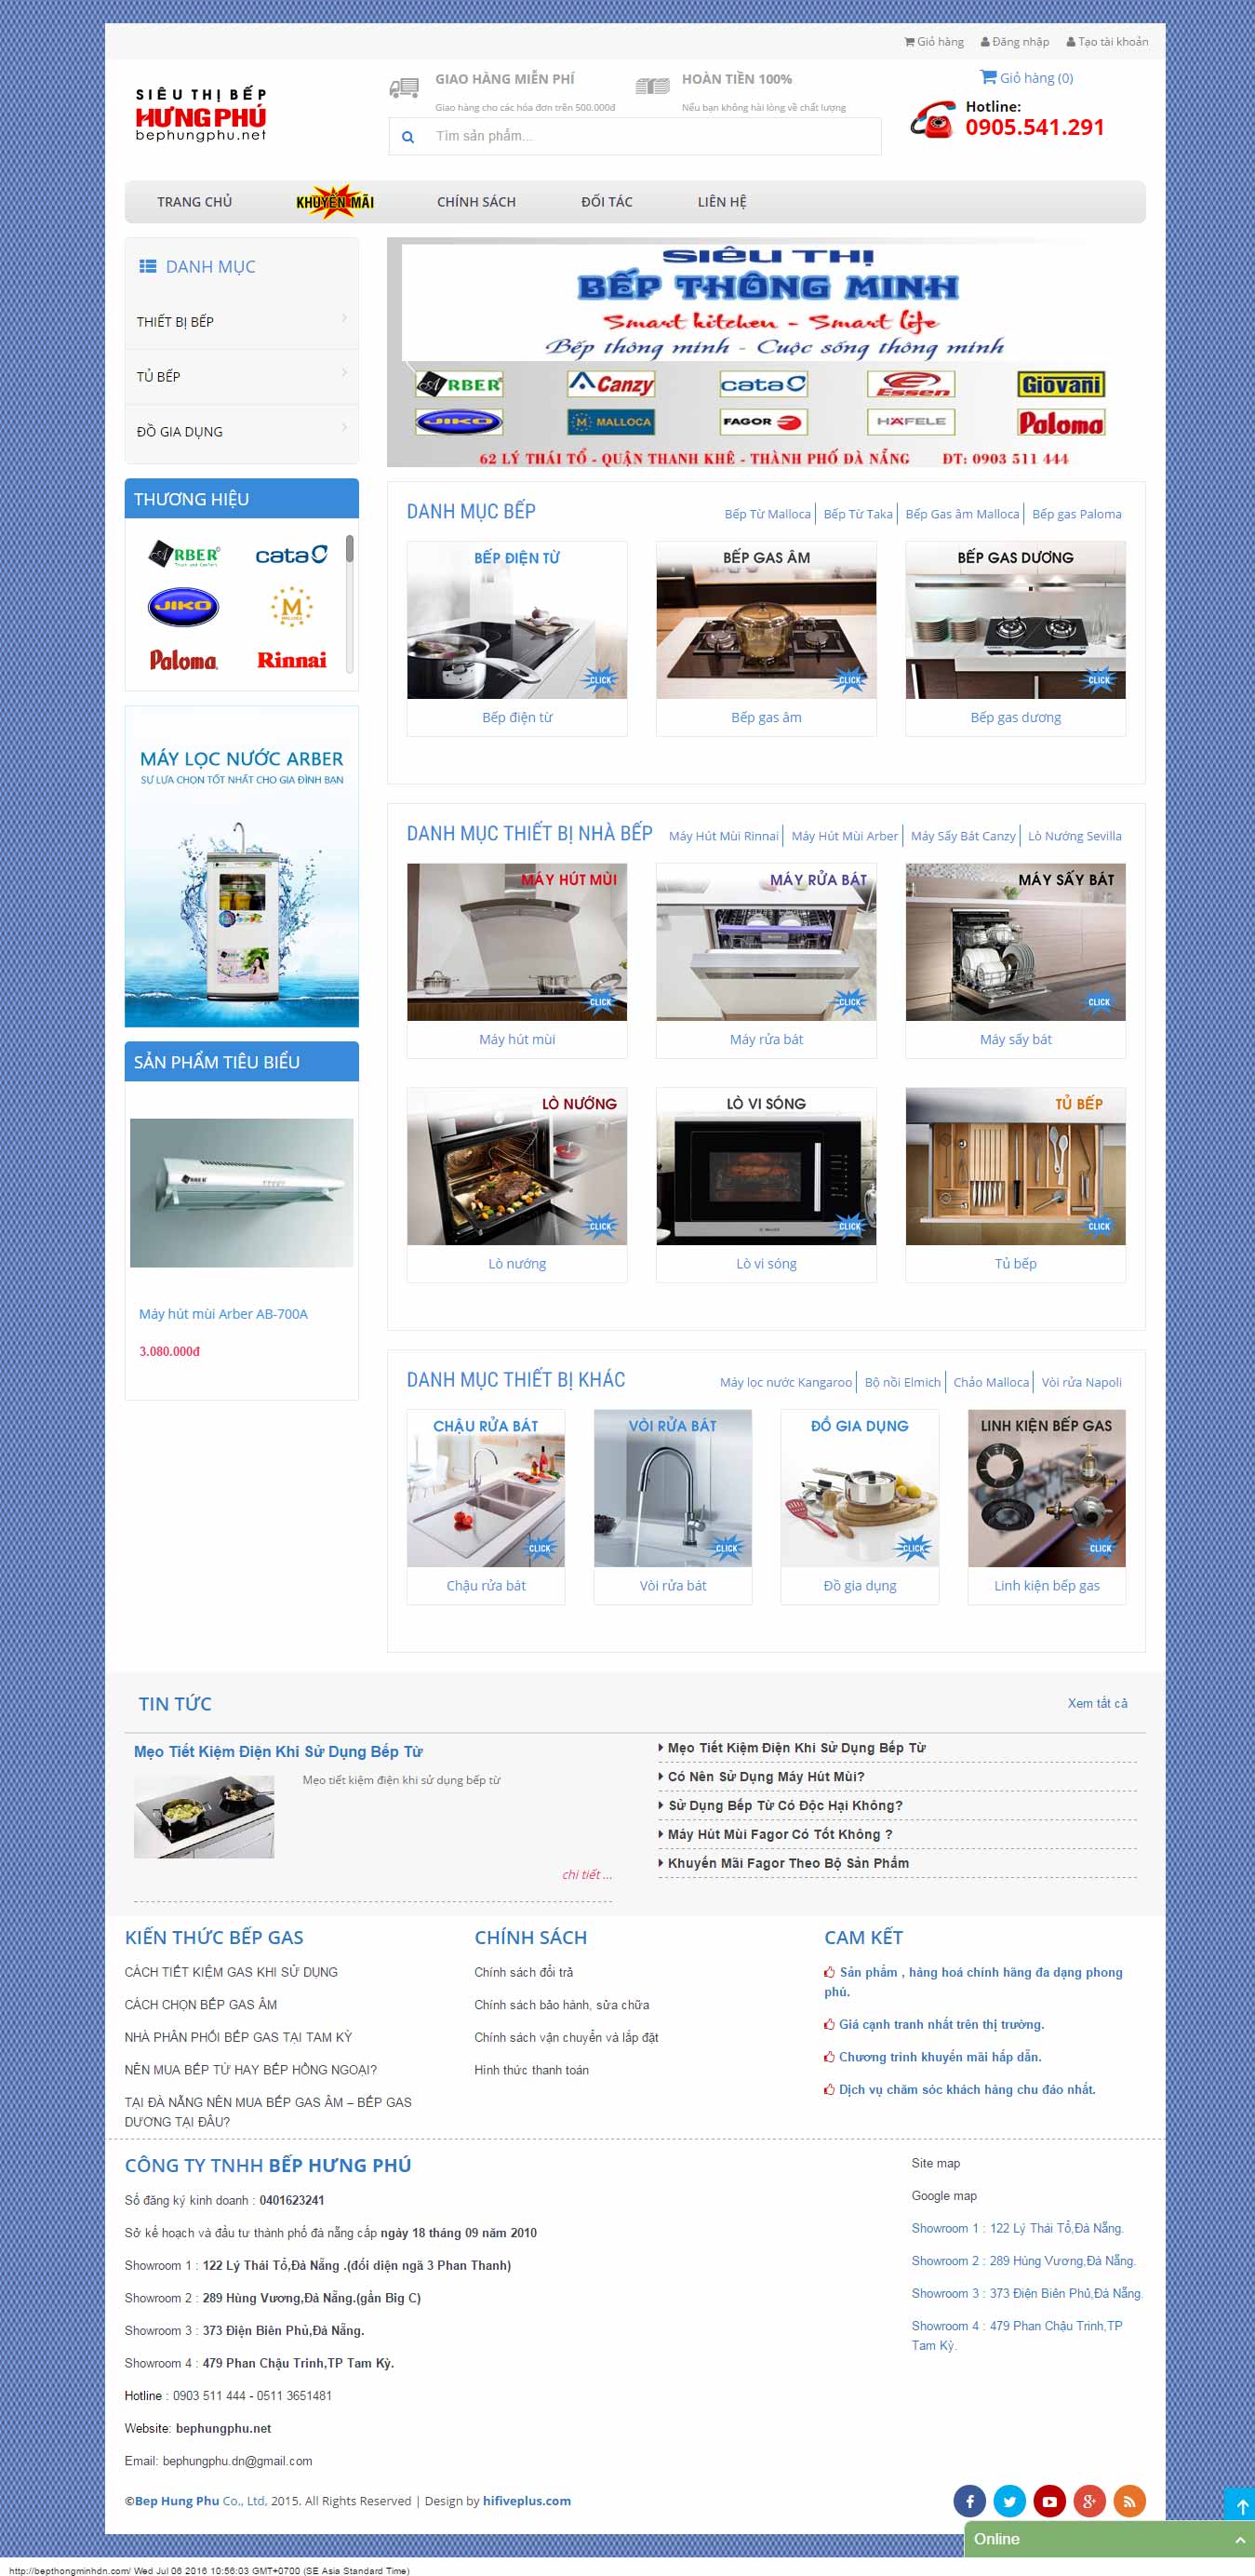 Giỏ hàng Đăng nhập Tạo tài khoản
SIÊU THỊ BẾP
HƯNG PHÚ
bephungphu.net
GIAO HÀNG MIỄN PHÍ
Giao hàng cho các hóa đơn trên 500.000đ
HOÀN TIỀN 100%
Nếu bạn không hài lòng về chất lượng
Tìm sản phẩm...
Giỏ hàng (0)
Hotline:
0905.541.291
TRANG CHỦ KHUYẾN MÃI CHÍNH SÁCH ĐỐI TÁC LIÊN HỆ
DANH MỤC
THIẾT BỊ BẾP
TỦ BẾP
ĐỒ GIA DỤNG
SIÊU THỊ
BẾP THÔNG MINH
Smart kitchen - Smart life
Bếp thông minh - Cuộc sống thông minh
ARBER CANZY cata Essen Giovani
JIKO MALLOCA FAGOR HÄFELE Paloma
62 LÝ THÁI TỔ - QUẬN THANH KHÊ - THÀNH PHỐ ĐÀ NẴNG ĐT: 0903 511 444
THƯƠNG HIỆU
ARBER cata
JIKO M
Paloma Rinnai
MÁY LỌC NƯỚC ARBER
SỰ LỰA CHỌN TỐT NHẤT CHO GIA ĐÌNH BẠN
SẢN PHẨM TIÊU BIỂU
ARBER
Máy hút mùi Arber AB-700A
3.080.000đ
DANH MỤC BẾP
Bếp Từ Malloca Bếp Từ Taka Bếp Gas âm Malloca Bếp gas Paloma
BẾP ĐIỆN TỪ BẾP GAS ÂM BẾP GAS DƯƠNG
CLICK CLICK CLICK
Bếp điện từ Bếp gas âm Bếp gas dương
DANH MỤC THIẾT BỊ NHÀ BẾP
Máy Hút Mùi Rinnai Máy Hút Mùi Arber Máy Sấy Bát Canzy Lò Nướng Sevilla
MÁY HÚT MÙI MÁY RỬA BÁT MÁY SẤY BÁT
CLICK CLICK CLICK
Máy hút mùi Máy rửa bát Máy sấy bát
LÒ NƯỚNG LÒ VI SÓNG TỦ BẾP
CLICK CLICK CLICK
Lò nướng Lò vi sóng Tủ bếp
DANH MỤC THIẾT BỊ KHÁC
Máy lọc nước Kangaroo Bộ nồi Elmich Chảo Malloca Vòi rửa Napoli
CHẬU RỬA BÁT VÒI RỬA BÁT ĐỒ GIA DỤNG LINH KIỆN BẾP GAS
CLICK CLICK CLICK CLICK
Chậu rửa bát Vòi rửa bát Đồ gia dụng Linh kiện bếp gas
TIN TỨC
Xem tất cả
Mẹo Tiết Kiệm Điện Khi Sử Dụng Bếp Từ
Mẹo tiết kiệm điện khi sử dụng bếp từ
chi tiết ...
Mẹo Tiết Kiệm Điện Khi Sử Dụng Bếp Từ
Có Nên Sử Dụng Máy Hút Mùi?
Sử Dụng Bếp Từ Có Độc Hại Không?
Máy Hút Mùi Fagor Có Tốt Không ?
Khuyến Mãi Fagor Theo Bộ Sản Phẩm
KIẾN THỨC BẾP GAS
CÁCH TIẾT KIỆM GAS KHI SỬ DỤNG
CÁCH CHỌN BẾP GAS ÂM
NHÀ PHÂN PHỐI BẾP GAS TẠI TAM KỲ
NÊN MUA BẾP TỪ HAY BẾP HỒNG NGOẠI?
TẠI ĐÀ NẴNG NÊN MUA BẾP GAS ÂM – BẾP GAS
DƯƠNG TẠI ĐÂU?
CHÍNH SÁCH
Chính sách đổi trả
Chính sách bảo hành, sửa chữa
Chính sách vận chuyển và lắp đặt
Hình thức thanh toán
CAM KẾT
Sản phẩm , hàng hoá chính hãng đa dạng phong
phú.
Giá cạnh tranh nhất trên thị trường.
Chương trình khuyến mãi hấp dẫn.
Dịch vụ chăm sóc khách hàng chu đáo nhất.
CÔNG TY TNHH BẾP HƯNG PHÚ
Số đăng ký kinh doanh : 0401623241
Sở kế hoạch và đầu tư thành phố đà nẵng cấp ngày 18 tháng 09 năm 2010
Showroom 1 : 122 Lý Thái Tổ,Đà Nẵng .(đối diện ngã 3 Phan Thanh)
Showroom 2 : 289 Hùng Vương,Đà Nẵng.(gần Big C)
Showroom 3 : 373 Điện Biên Phủ,Đà Nẵng.
Showroom 4 : 479 Phan Chậu Trinh,TP Tam Kỳ.
Hotline : 0903 511 444 - 0511 3651481
Website: bephungphu.net
Email: bephungphu.dn@gmail.com
Site map
Google map
Showroom 1 : 122 Lý Thái Tổ,Đà Nẵng.
Showroom 2 : 289 Hùng Vương,Đà Nẵng.
Showroom 3 : 373 Điện Biên Phủ,Đà Nẵng.
Showroom 4 : 479 Phan Chậu Trinh,TP
Tam Kỳ.
©Bep Hung Phu Co., Ltd, 2015. All Rights Reserved | Design by hifiveplus.com
Online
http://bepthongminhdn.com/ Wed Jul 06 2016 10:56:03 GMT+0700 (SE Asia Standard Time)